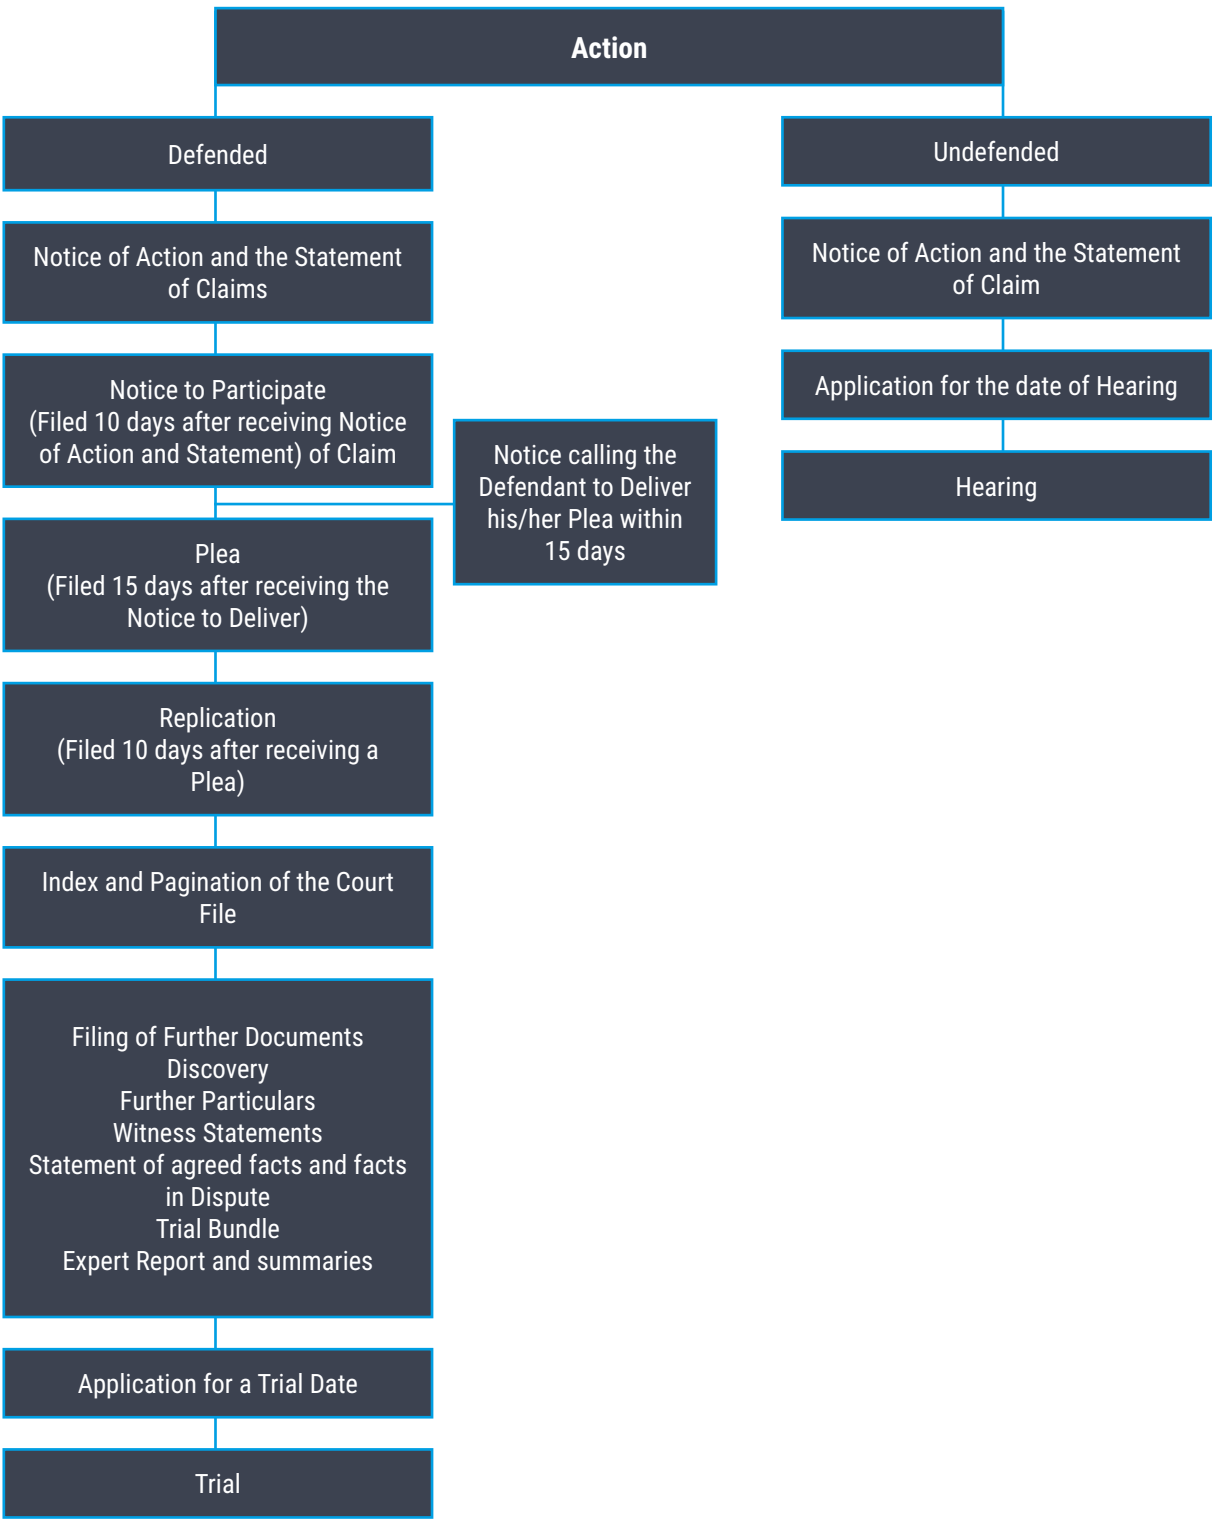 Action
Defended
Notice of Action and the Statement
of Claims
Notice to Participate
(Filed 10 days after receiving Notice
of Action and Statement) of Claim
Notice calling the
Defendant to Deliver
his/her Plea within
15 days
Plea
(Filed 15 days after receiving the
Notice to Deliver)
Replication
(Filed 10 days after receiving a
Plea)
Index and Pagination of the Court
File
Filing of Further Documents
Discovery
Further Particulars
Witness Statements
Statement of agreed facts and facts
in Dispute
Trial Bundle
Expert Report and summaries
Application for a Trial Date
Trial
Undefended
Notice of Action and the Statement
of Claim
Application for the date of Hearing
Hearing